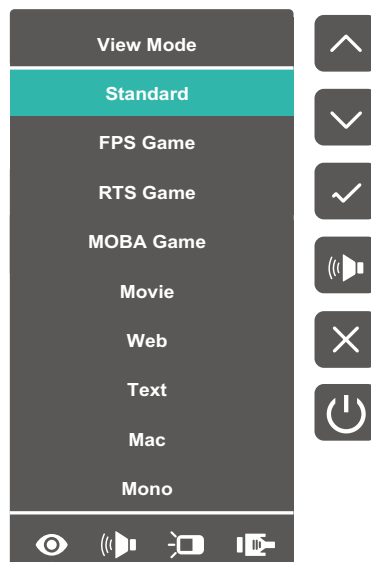 View Mode
Standard
FPS Game
RTS Game
MOBA Game
Movie
Web
Text
Mac
Mono